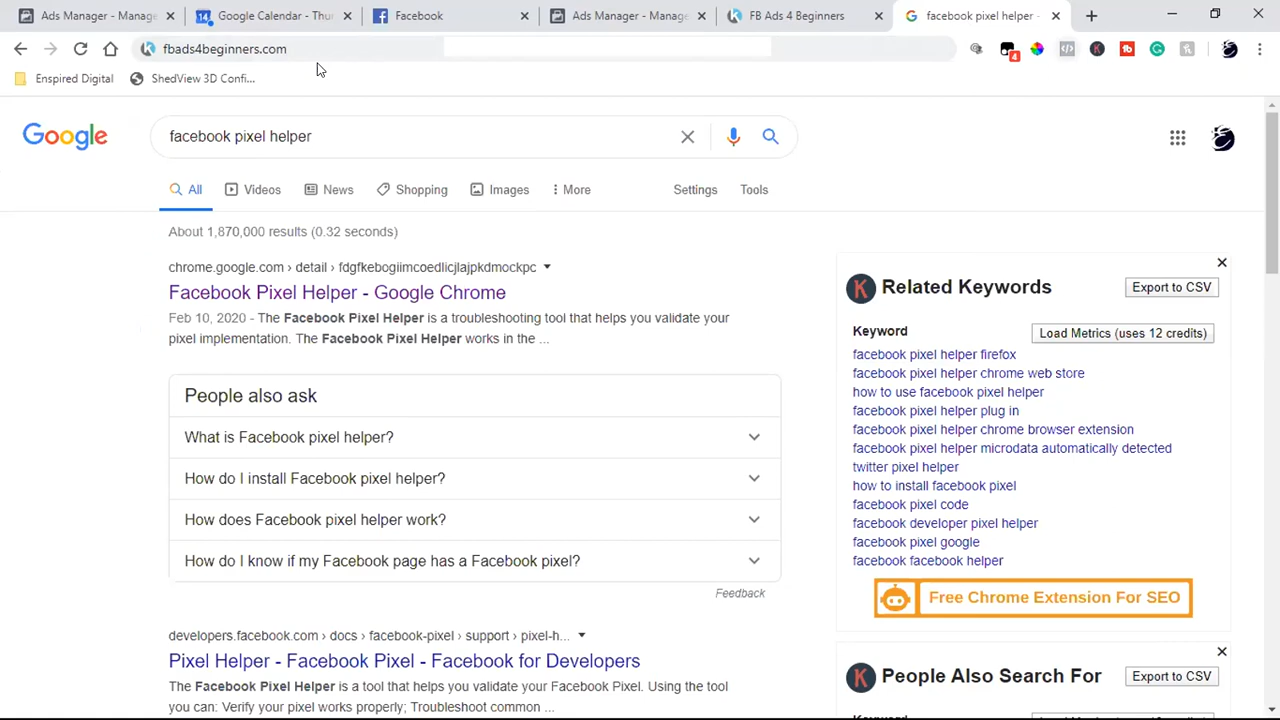 Ads Manager - Manage
Google Calendar - Thu
Facebook
Ads Manager - Manage
FB Ads 4 Beginners
facebook pixel helper -
fbads4beginners.com
4
Enspired Digital
ShedView 3D Confi...
Google
facebook pixel helper
All
Videos
News
Shopping
Images
More
Settings
Tools
About 1,870,000 results (0.32 seconds)
chrome.google.com › detail › fdgfkebogiimcoedlicjlajpkdmockpc
Facebook Pixel Helper - Google Chrome
Feb 10, 2020 - The Facebook Pixel Helper is a troubleshooting tool that helps you validate your
pixel implementation. The Facebook Pixel Helper works in the ...
People also ask
What is Facebook pixel helper?
How do I install Facebook pixel helper?
How does Facebook pixel helper work?
How do I know if my Facebook page has a Facebook pixel?
Feedback
developers.facebook.com › docs › facebook-pixel › support › pixel-h...
Pixel Helper - Facebook Pixel - Facebook for Developers
The Facebook Pixel Helper is a tool that helps you validate your Facebook Pixel. Using the tool
you can: Verify your pixel works properly; Troubleshoot common ...
K
Related Keywords
Export to CSV
Keyword
Load Metrics (uses 12 credits)
facebook pixel helper firefox
facebook pixel helper chrome web store
how to use facebook pixel helper
facebook pixel helper plug in
facebook pixel helper chrome browser extension
facebook pixel helper microdata automatically detected
twitter pixel helper
how to install facebook pixel
facebook pixel code
facebook developer pixel helper
facebook pixel google
facebook facebook helper
Free Chrome Extension For SEO
K
People Also Search For
Export to CSV